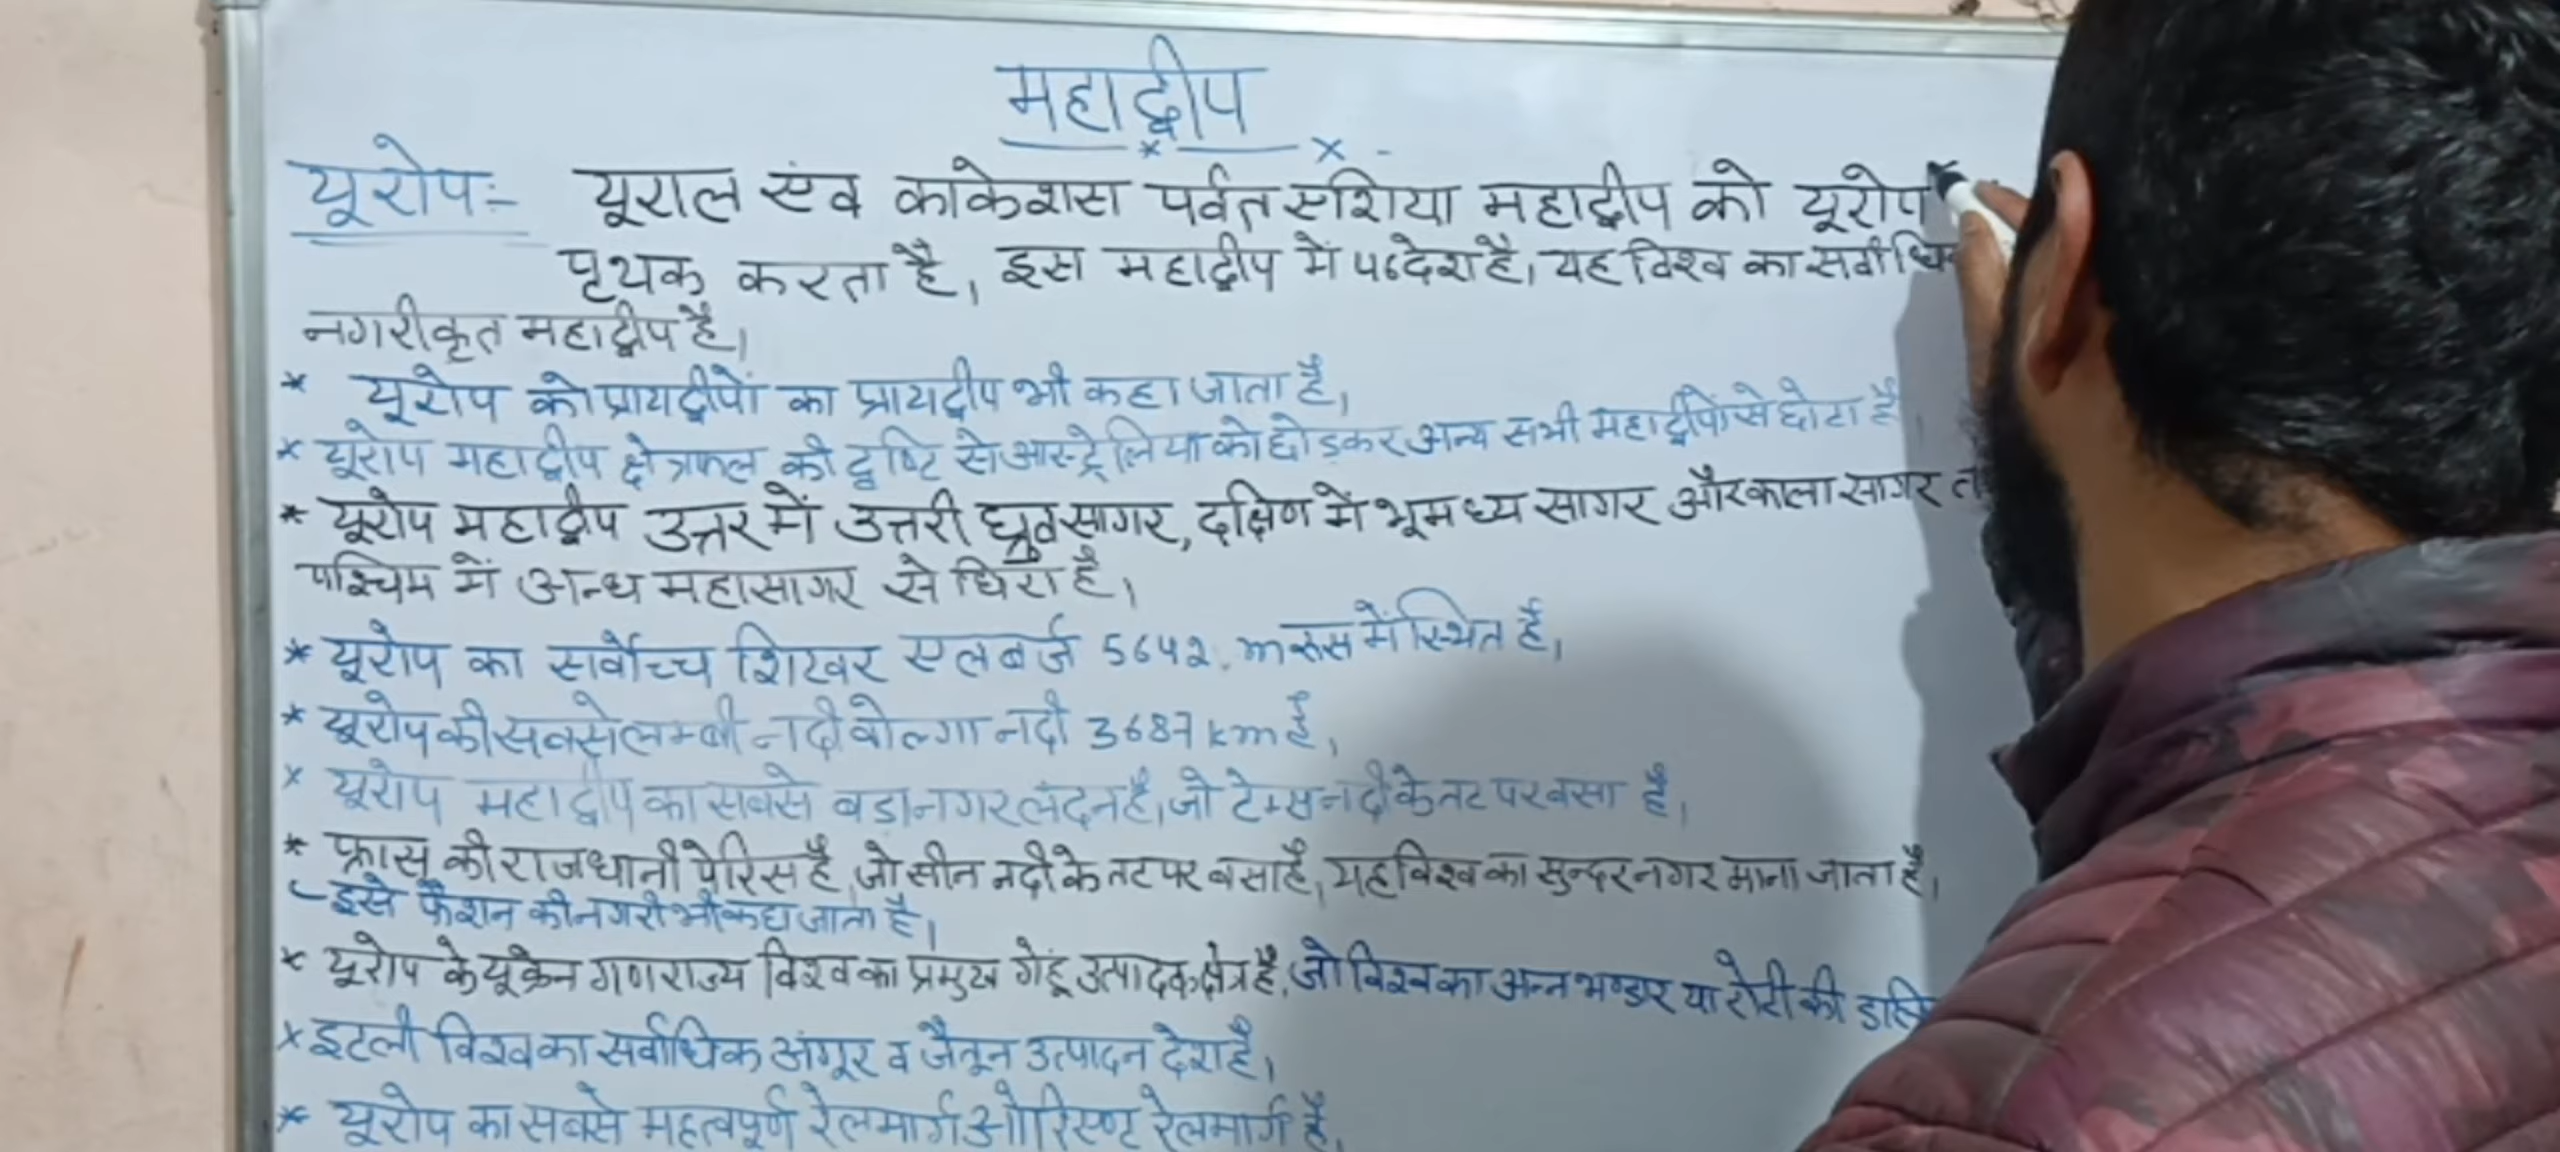 महाद्वीप
यूरोप:- यूराल एंव काकेशस पर्वत एशिया महाद्वीप को यूरोप
पृथक करता है, इस महाद्वीप में 46 देश है, यह विश्व का
नगरीकृत महाद्वीप है।
* यूरोप को प्रायद्वीपों का प्रायद्वीप भी कहा जाता है,
* यूरोप महाद्वीप क्षेत्रफल की दृष्टि से आस्ट्रेलिया को छोड़कर अन्य सभी महाद्वीपों से छोटा है।
* यूरोप महाद्वीप उत्तर में उत्तरी ध्रुव सागर, दक्षिण में भूमध्य सागर और काला सागर
पश्चिम में अन्ध महासागर से घिरा है।
* यूरोप का सर्वोच्च शिखर एलबर्ज 5642 m रूस में स्थित है,
* यूरोप की सबसे लम्बी नदी वोल्गा नदी 3687 km है,
* यूरोप महाद्वीप का सबसे बड़ा नगर लंदन है, जो टेम्स नदी के तट पर बसा है,
* फ्रास की राजधानी पेरिस है, जो सीन नदी के तट पर बसा है, यह विश्व का सुन्दर नगर माना जाता है,
इसे फैशन की नगरी भी कहा जाता है।
* यूरोप के यूक्रेन गणराज्य विश्व का प्रमुख गेहूं उत्पादक क्षेत्र है, जो विश्व का अन्न भण्डार या रोटी की
* इटली विश्व का सर्वाधिक अंगूर व जैतून उत्पादन देश है,
* यूरोप का सबसे महत्वपूर्ण रेलमार्ग ओरिएण्ट रेलमार्ग है,